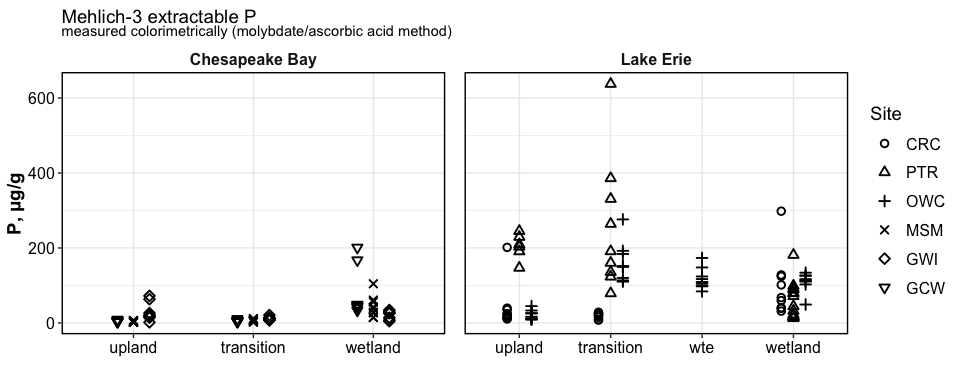 Mehlich-3 extractable P
measured colorimetrically (molybdate/ascorbic acid method)
Chesapeake Bay
Lake Erie
P, µg/g
600
400
200
0
upland transition wetland
upland transition wte wetland
Site
CRC
PTR
OWC
MSM
GWI
GCW